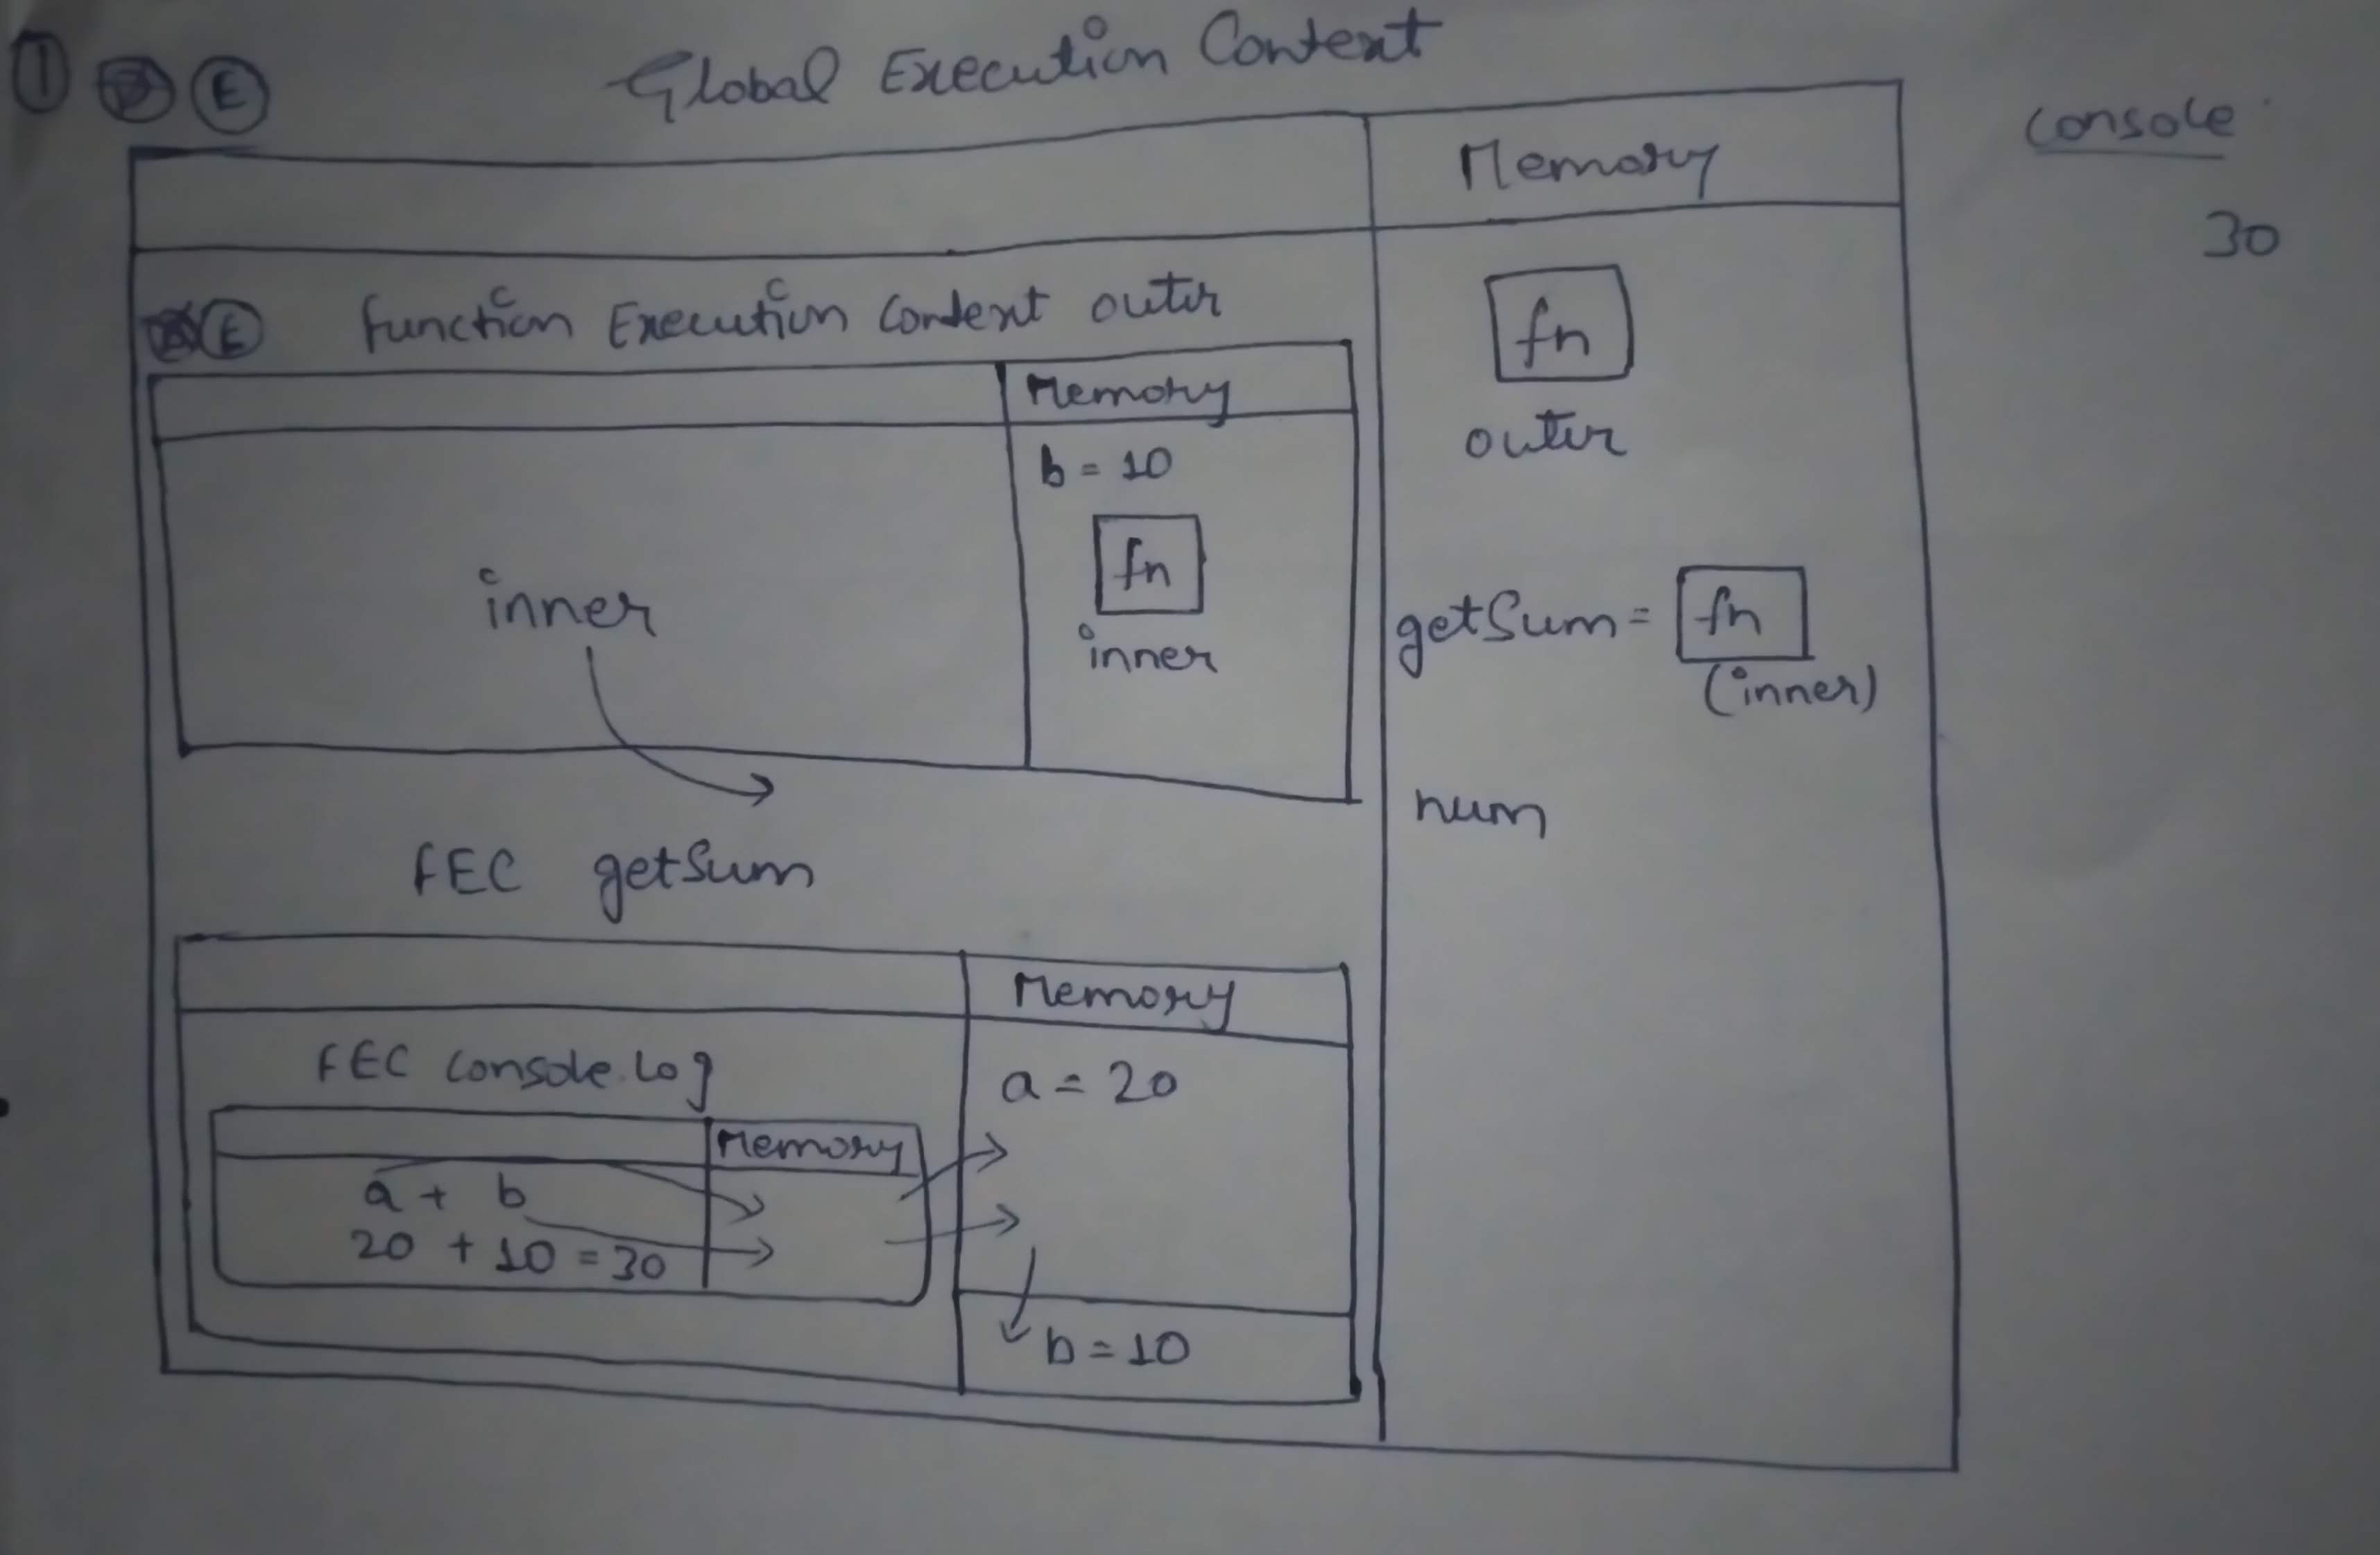 1 E Global Execution Context
Memory
console
30
E function Execution Context outer
Memory
b = 10
fn
inner
inner
fn
outer
getSum = fn
(inner)
num
FEC getSum
Memory
FEC console.log
a = 20
Memory
a + b
20 + 10 = 30
b = 10